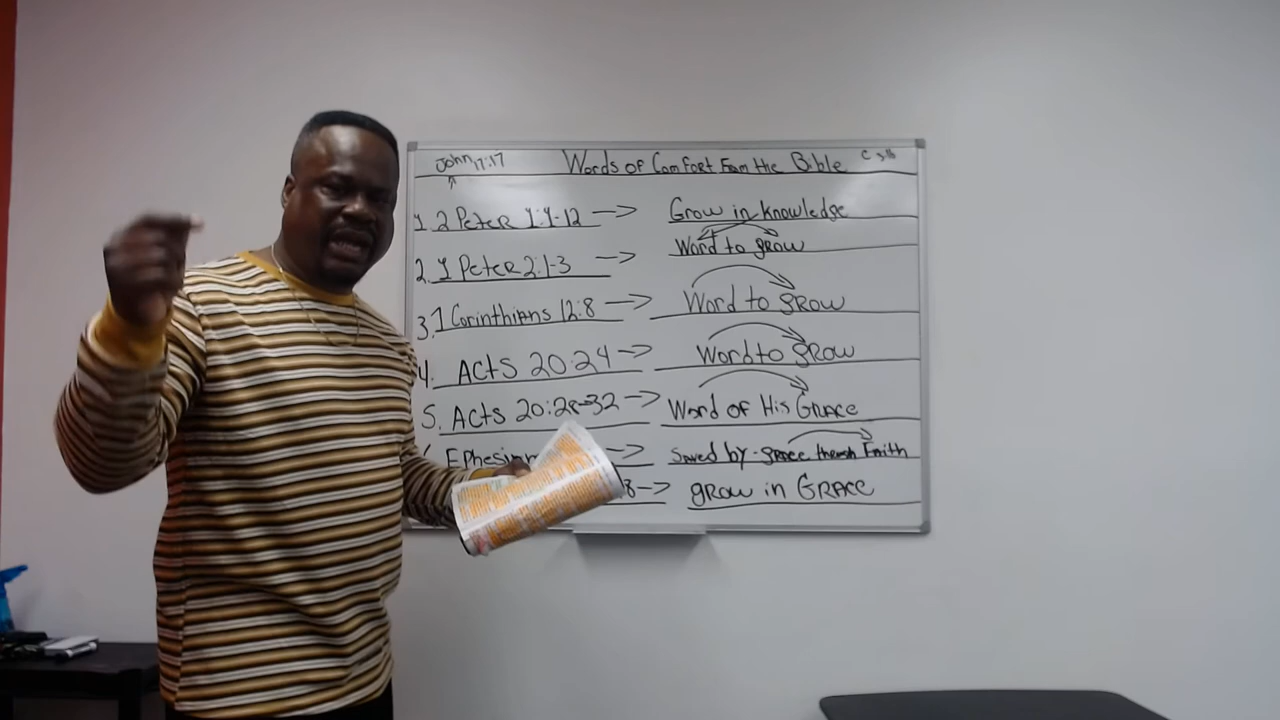 John 17:17 Words of Comfort From the Bible
1. 2 Peter 1:1-12 → Grow in knowledge
2. 1 Peter 2:1-3 → Word to grow
3. 1 Corinthians 12:8 → Word to gRow
4. Acts 20:24 → Word to gRow
5. Acts 20:28-32 → Word of His Grace
Ephesian → Saved by - grace through Faith
8 → gRow in Grace